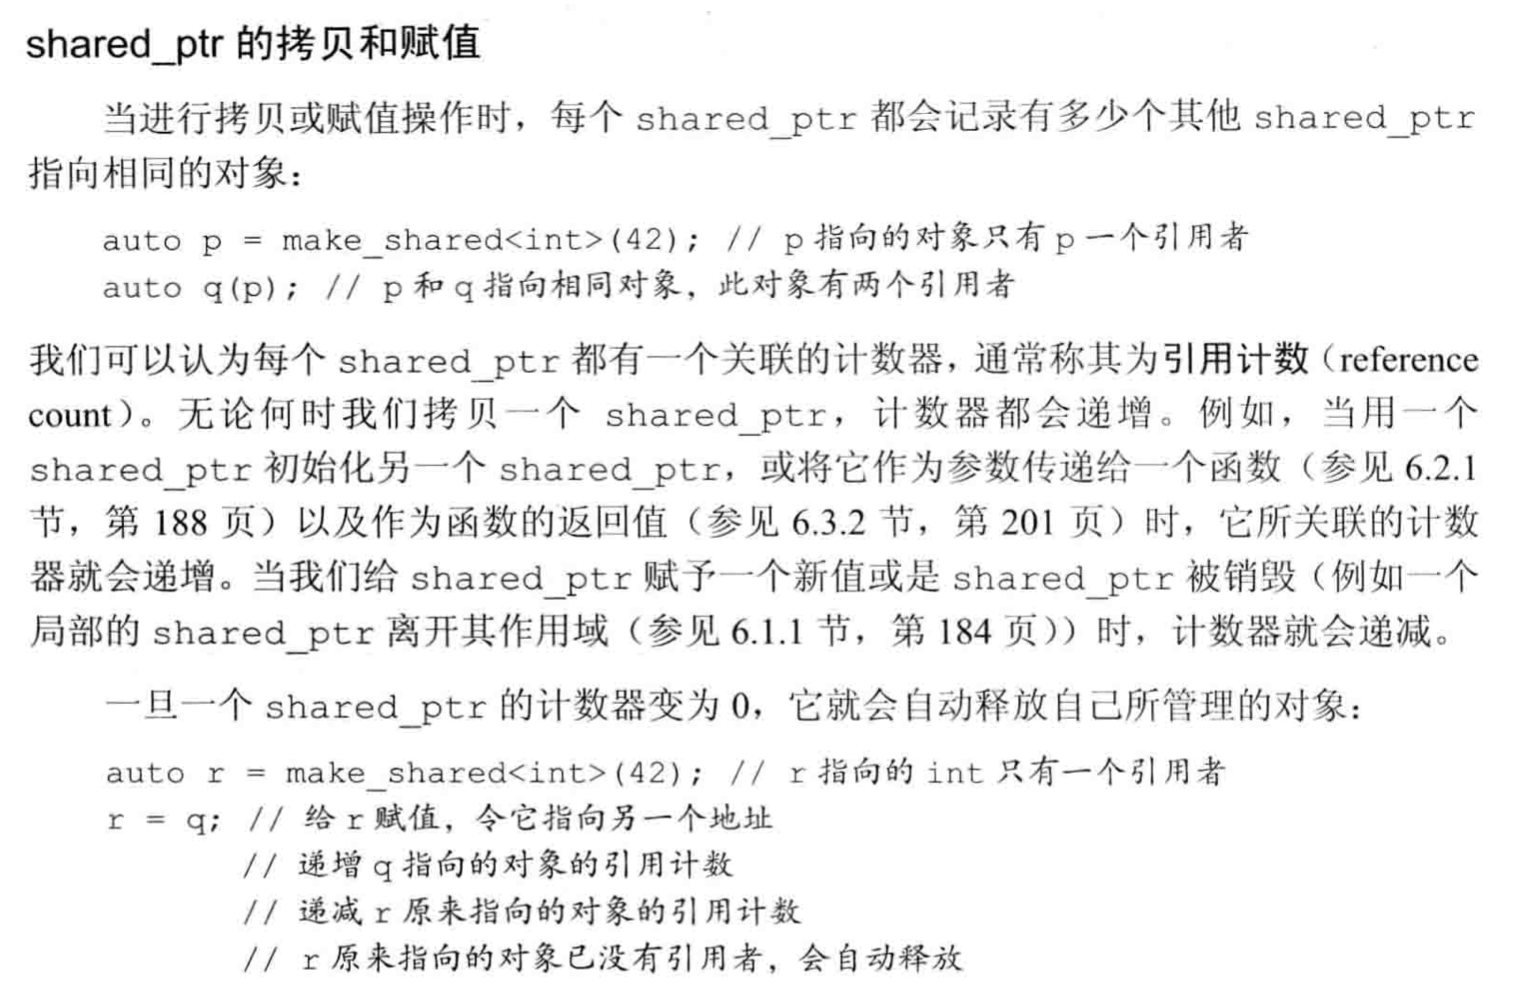 shared_ptr 的拷贝和赋值
当进行拷贝或赋值操作时，每个 shared_ptr 都会记录有多少个其他 shared_ptr
指向相同的对象：
auto p = make_shared<int>(42); // p 指向的对象只有 p 一个引用者
auto q(p); // p 和 q 指向相同对象，此对象有两个引用者
我们可以认为每个 shared_ptr 都有一个关联的计数器，通常称其为引用计数（reference
count）。无论何时我们拷贝一个 shared_ptr，计数器都会递增。例如，当用一个
shared_ptr 初始化另一个 shared_ptr，或将它作为参数传递给一个函数（参见 6.2.1
节，第 188 页）以及作为函数的返回值（参见 6.3.2 节，第 201 页）时，它所关联的计数
器就会递增。当我们给 shared_ptr 赋予一个新值或是 shared_ptr 被销毁（例如一个
局部的 shared_ptr 离开其作用域（参见 6.1.1 节，第 184 页））时，计数器就会递减。
一旦一个 shared_ptr 的计数器变为 0，它就会自动释放自己所管理的对象：
auto r = make_shared<int>(42); // r 指向的 int 只有一个引用者
r = q; // 给 r 赋值，令它指向另一个地址
// 递增 q 指向的对象的引用计数
// 递减 r 原来指向的对象的引用计数
// r 原来指向的对象已没有引用者，会自动释放